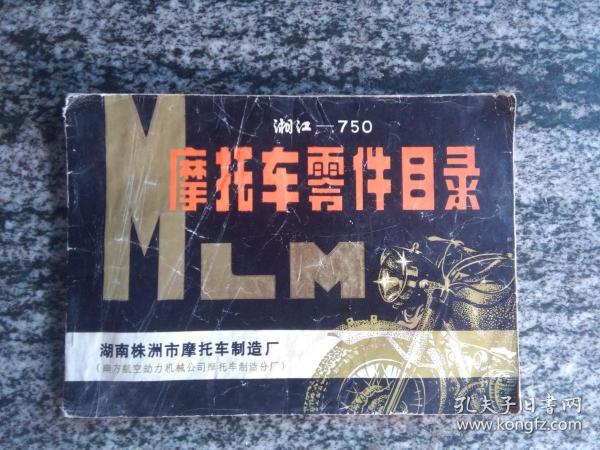 湘江—750
摩托车零件目录
MLM
湖南株洲市摩托车制造厂
(南方航空动力机械公司摩托车制造分厂)
孔夫子旧书网
www.kongfz.com